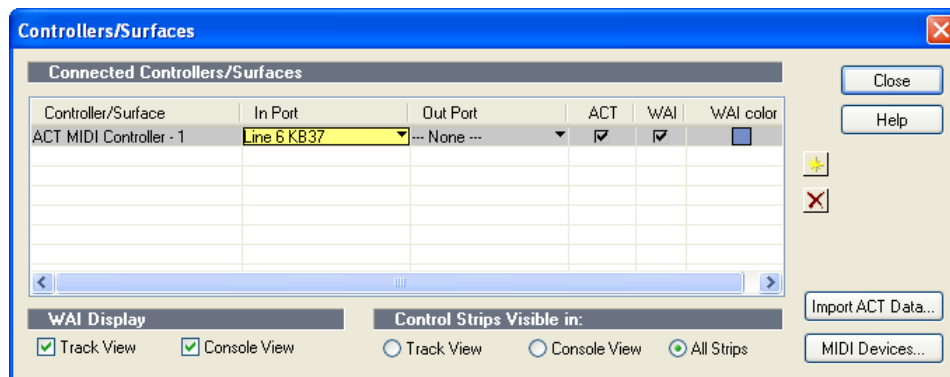 Controllers/Surfaces
Connected Controllers/Surfaces
Close
Controller/Surface In Port Out Port ACT WAI WAI color
Help
ACT MIDI Controller - 1 Line 6 KB37 --- None ---
Import ACT Data...
WAI Display Control Strips Visible in:
Track View Console View Track View Console View All Strips MIDI Devices...